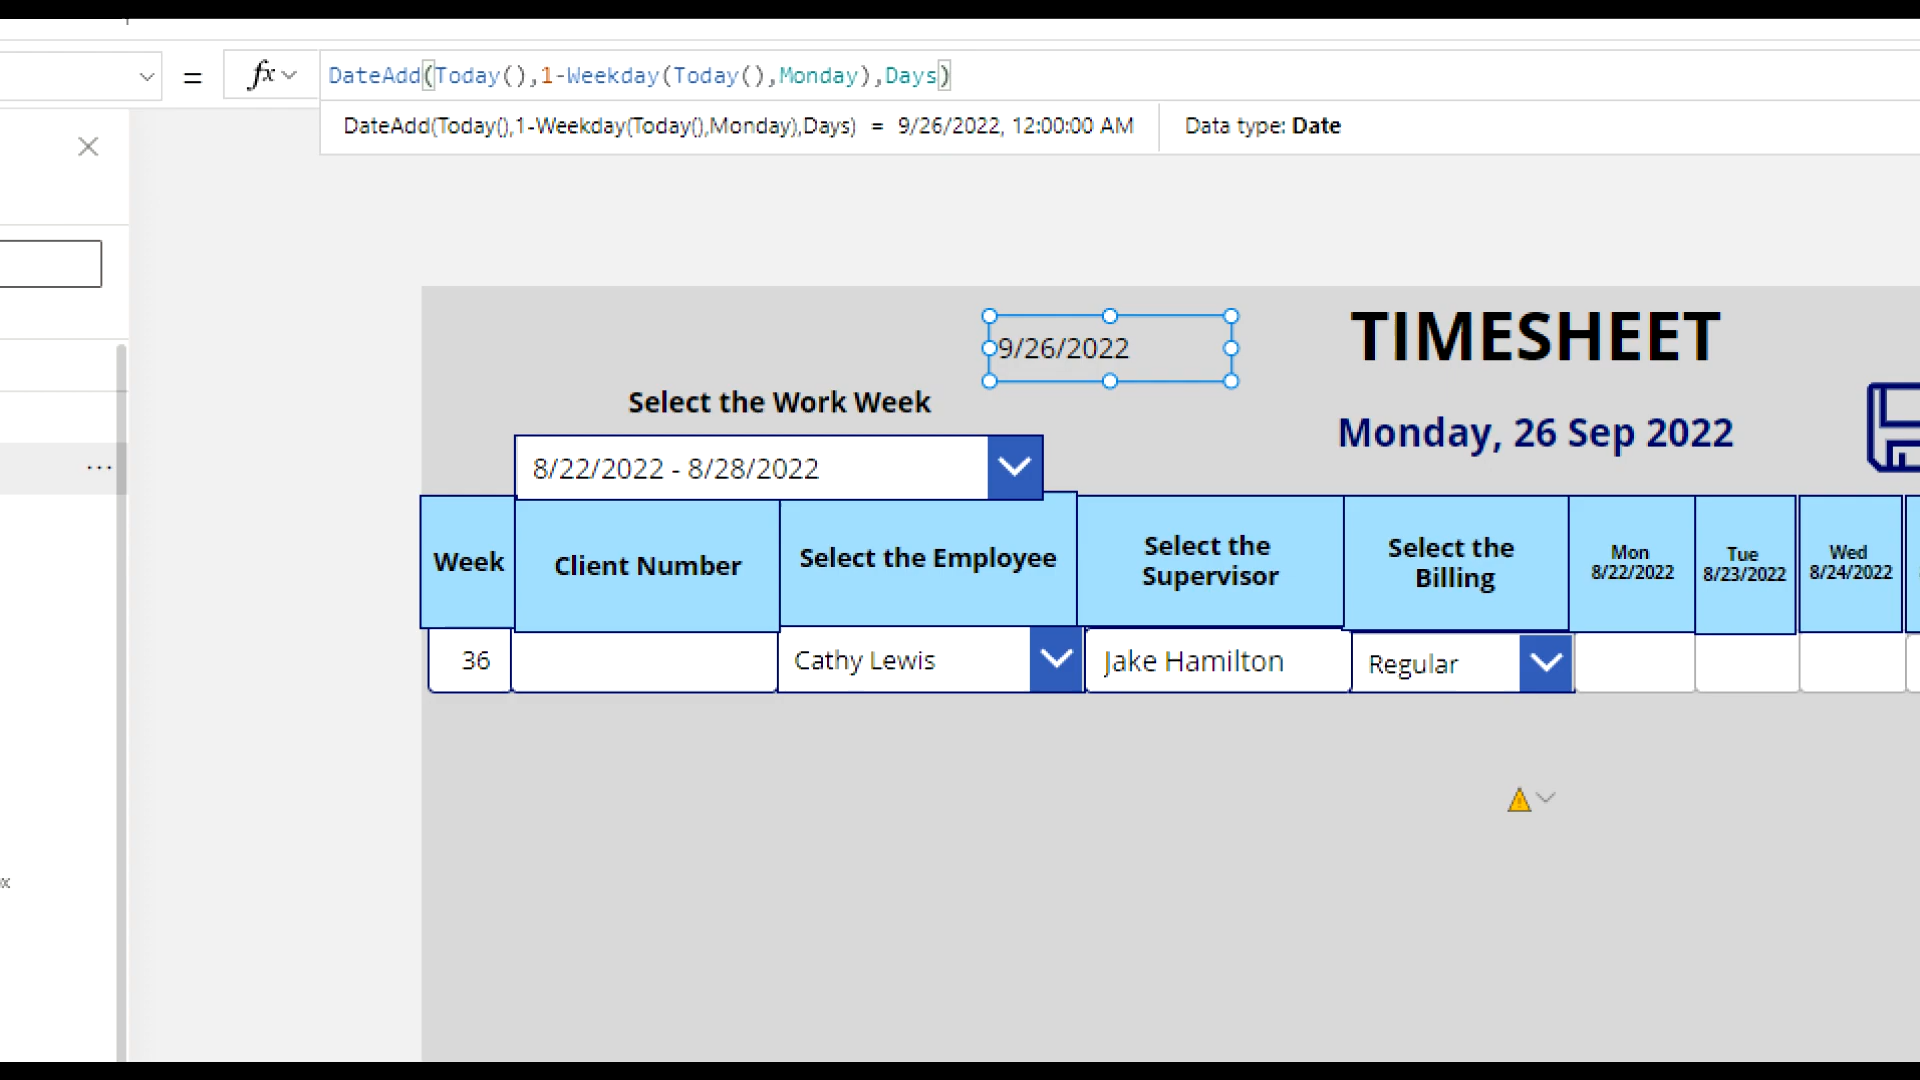 = fx DateAdd(Today(),1-Weekday(Today(),Monday),Days)
DateAdd(Today(),1-Weekday(Today(),Monday),Days) = 9/26/2022, 12:00:00 AM Data type: Date
9/26/2022
TIMESHEET
Select the Work Week
Monday, 26 Sep 2022
8/22/2022 - 8/28/2022
Week
Client Number
Select the Employee
Select the
Supervisor
Select the
Billing
Mon
8/22/2022
Tue
8/23/2022
Wed
8/24/2022
36
Cathy Lewis
Jake Hamilton
Regular